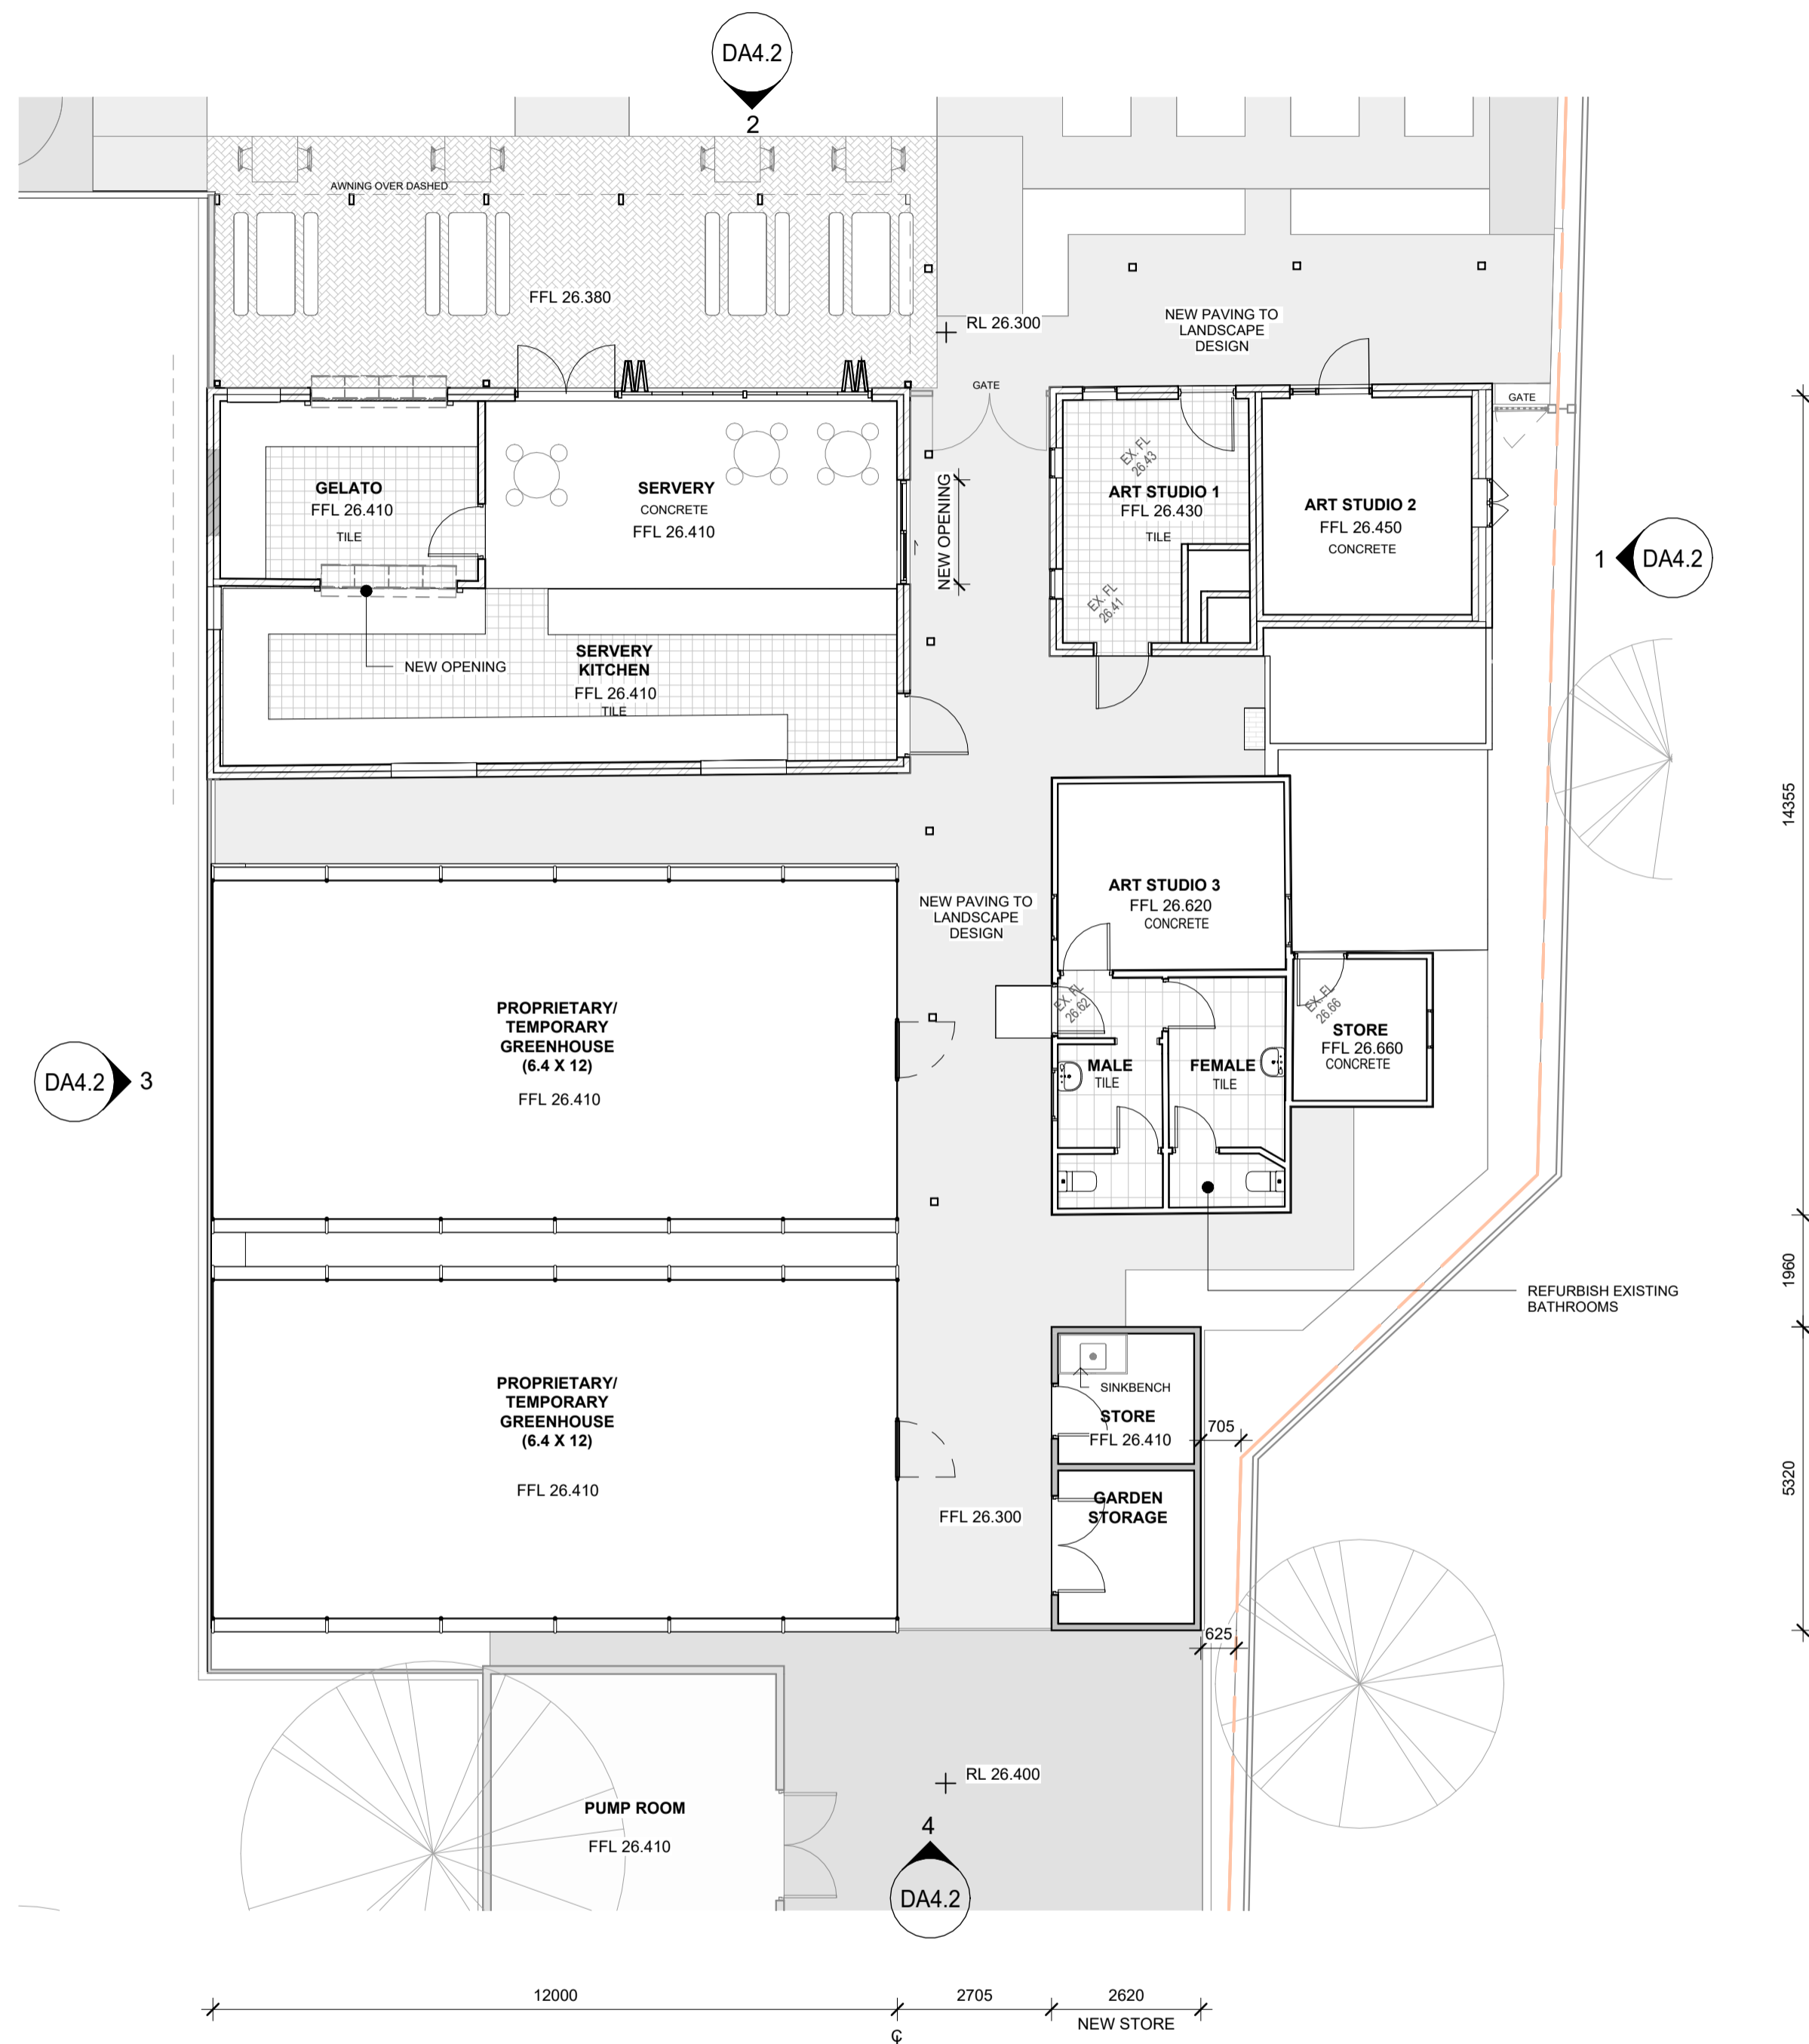 DA4.2
2
AWNING OVER DASHED
FFL 26.380
RL 26.300
NEW PAVING TO
LANDSCAPE
DESIGN
GATE
GATE
GELATO
FFL 26.410
TILE
SERVERY
CONCRETE
FFL 26.410
NEW OPENING
EX. FL
26.43
ART STUDIO 1
FFL 26.430
TILE
EX. FL
26.41
ART STUDIO 2
FFL 26.450
CONCRETE
1
DA4.2
NEW OPENING
SERVERY
KITCHEN
FFL 26.410
TILE
14355
NEW PAVING TO
LANDSCAPE
DESIGN
ART STUDIO 3
FFL 26.620
CONCRETE
PROPRIETARY/
TEMPORARY
GREENHOUSE
(6.4 X 12)
FFL 26.410
EX. FL
26.62
MALE
TILE
FEMALE
TILE
EX. FL
26.66
STORE
FFL 26.660
CONCRETE
DA4.2
3
1960
REFURBISH EXISTING
BATHROOMS
PROPRIETARY/
TEMPORARY
GREENHOUSE
(6.4 X 12)
FFL 26.410
SINKBENCH
STORE
FFL 26.410
705
5320
GARDEN
STORAGE
FFL 26.300
625
RL 26.400
PUMP ROOM
FFL 26.410
4
DA4.2
12000
2705
2620
NEW STORE